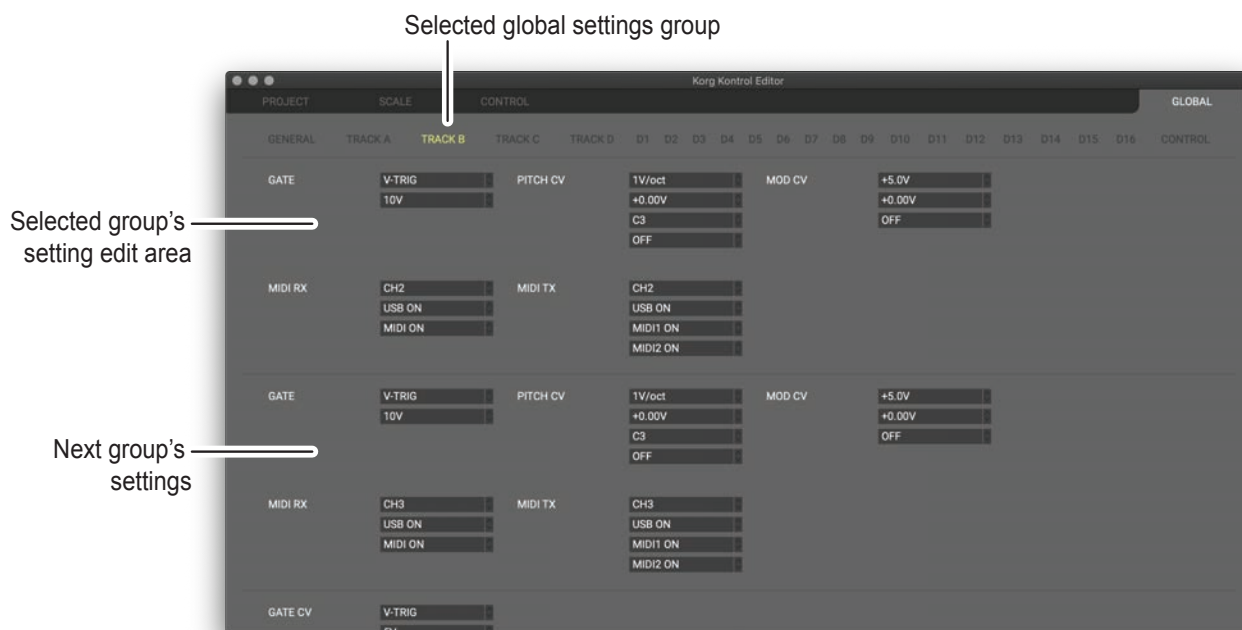 Selected global settings group
Korg Kontrol Editor
PROJECT SCALE CONTROL GLOBAL
GENERAL TRACK A TRACK B TRACK C TRACK D D1 D2 D3 D4 D5 D6 D7 D8 D9 D10 D11 D12 D13 D14 D15 D16 CONTROL
GATE V-TRIG PITCH CV 1V/oct MOD CV +5.0V
10V +0.00V +0.00V
Selected group's
setting edit area
C3 OFF
OFF
MIDI RX CH2 MIDI TX CH2
USB ON USB ON
MIDI ON MIDI1 ON
MIDI2 ON
GATE V-TRIG PITCH CV 1V/oct MOD CV +5.0V
10V +0.00V +0.00V
Next group's
settings
C3 OFF
OFF
MIDI RX CH3 MIDI TX CH3
USB ON USB ON
MIDI ON MIDI1 ON
MIDI2 ON
GATE CV V-TRIG